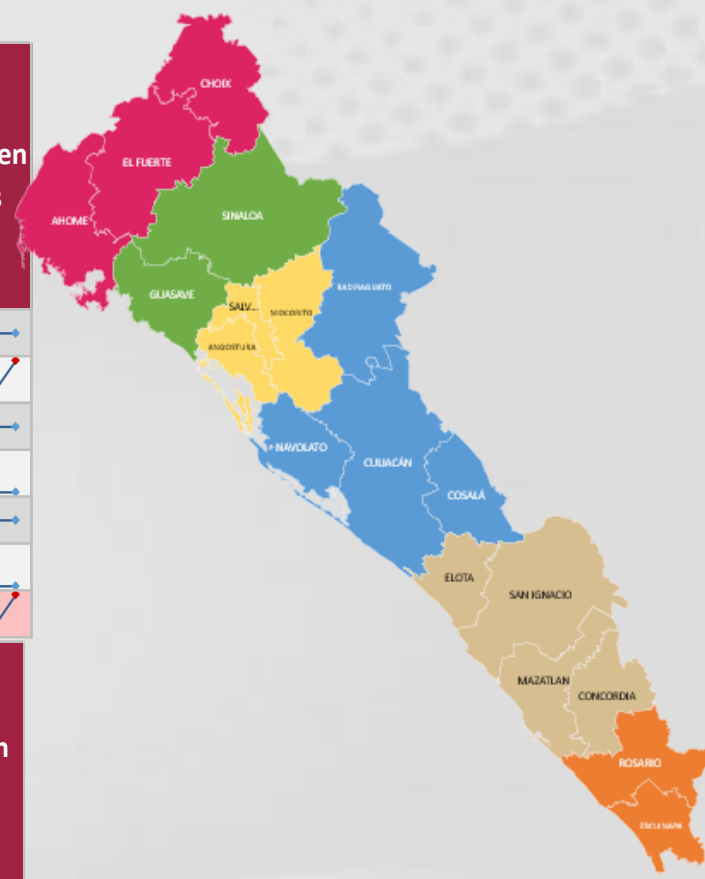 en
s
CHOIX
EL FUERTE
AHOME
SINALOA
GUASAVE
BADIRAGUATO
SALV...
MOCORITO
ANGOSTURA
NAVOLATO
CULIACÁN
COSALÁ
ELOTA
SAN IGNACIO
MAZATLAN
CONCORDIA
ROSARIO
ESCUINAPA
n